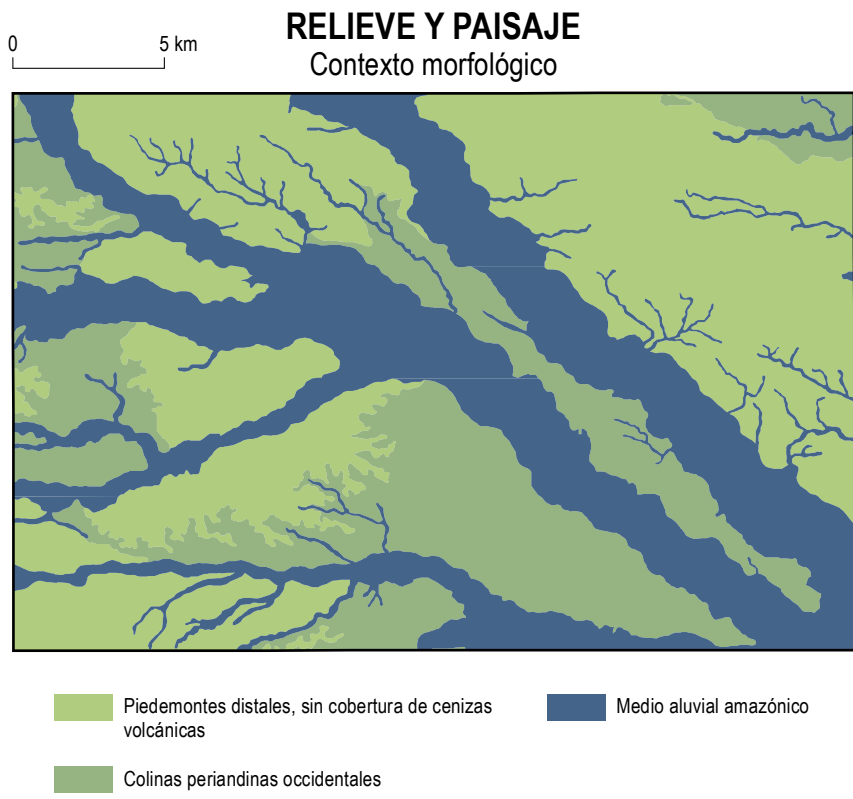 RELIEVE Y PAISAJE
Contexto morfológico
0 5 km
Piedemontes distales, sin cobertura de cenizas
volcánicas
Medio aluvial amazónico
Colinas periandinas occidentales